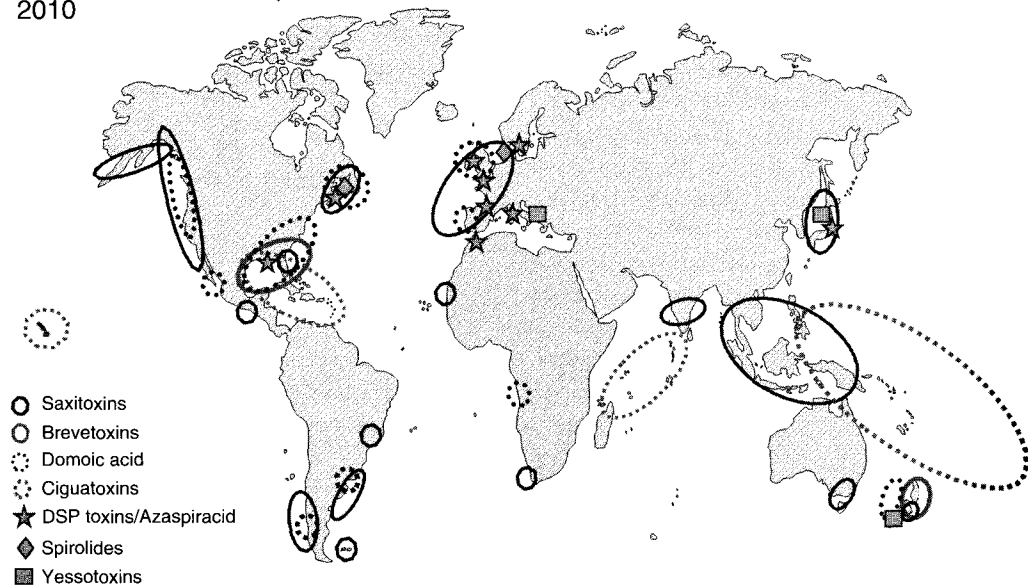 2010
Saxitoxins
Brevetoxins
Domoic acid
Ciguatoxins
DSP toxins/Azaspiracid
Spirolides
Yessotoxins